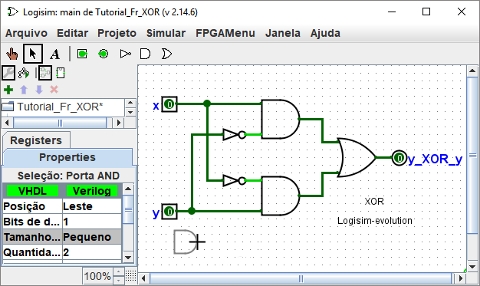 Logisim: main de Tutorial_Fr_XOR (v 2.14.6)
Arquivo Editar Projeto Simular FPGAMenu Janela Ajuda
A
Tutorial_Fr_XOR*
Registers
Properties
Seleção: Porta AND
VHDL Verilog
Posição Leste
Bits de d... 1
Tamanho... Pequeno
Quantida... 2
100%
x 0
y 0
0 y_XOR_y
XOR
Logisim-evolution